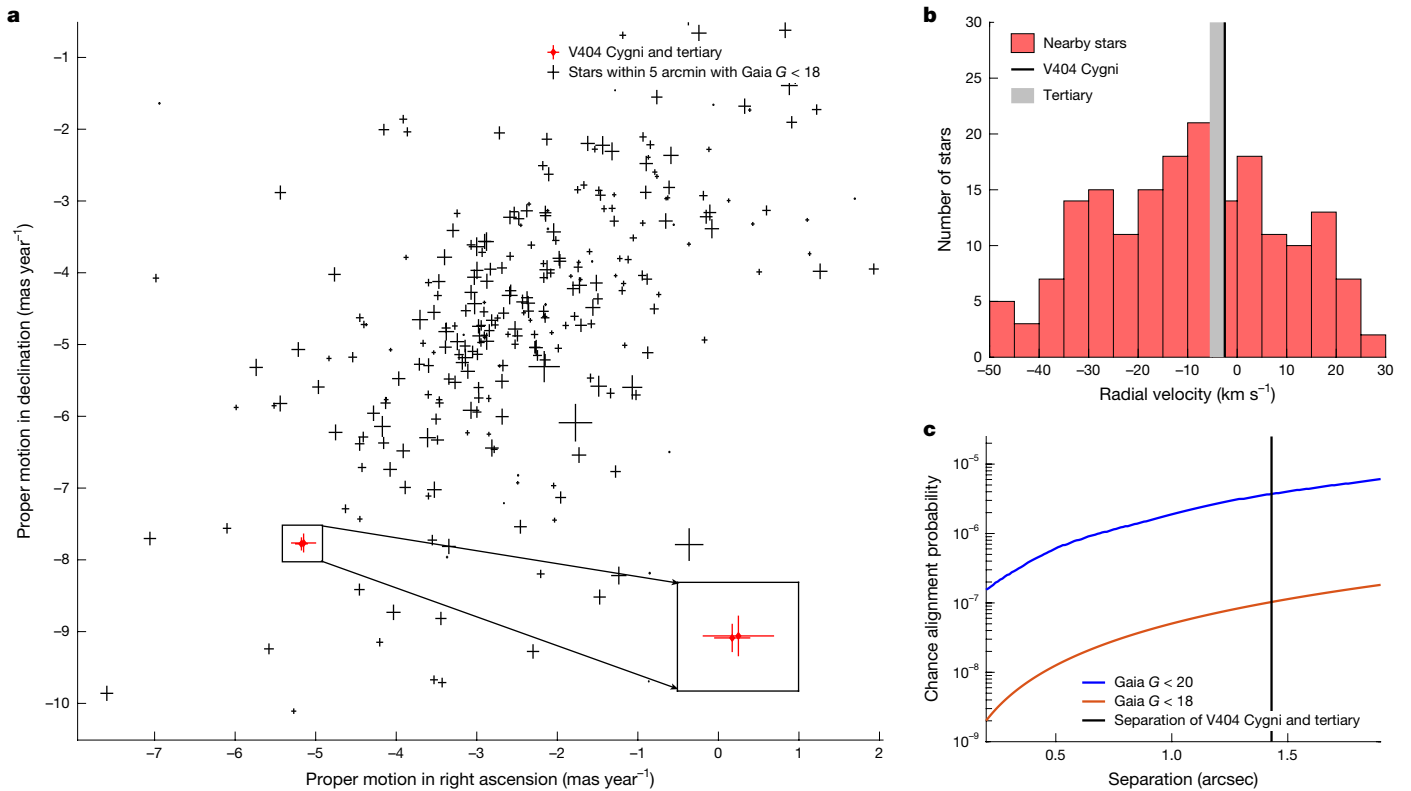 a
Proper motion in declination (mas year−1)
−1
−2
−3
−4
−5
−6
−7
−8
−9
−10
V404 Cygni and tertiary
Stars within 5 arcmin with Gaia G < 18
−7 −6 −5 −4 −3 −2 −1 0 1 2
Proper motion in right ascension (mas year−1)
b
Number of stars
30
25
20
15
10
5
0
Nearby stars
V404 Cygni
Tertiary
−50 −40 −30 −20 −10 0 10 20 30
Radial velocity (km s−1)
c
Chance alignment probability
10−5
10−6
10−7
10−8
10−9
Gaia G < 20
Gaia G < 18
Separation of V404 Cygni and tertiary
0.5 1.0 1.5
Separation (arcsec)